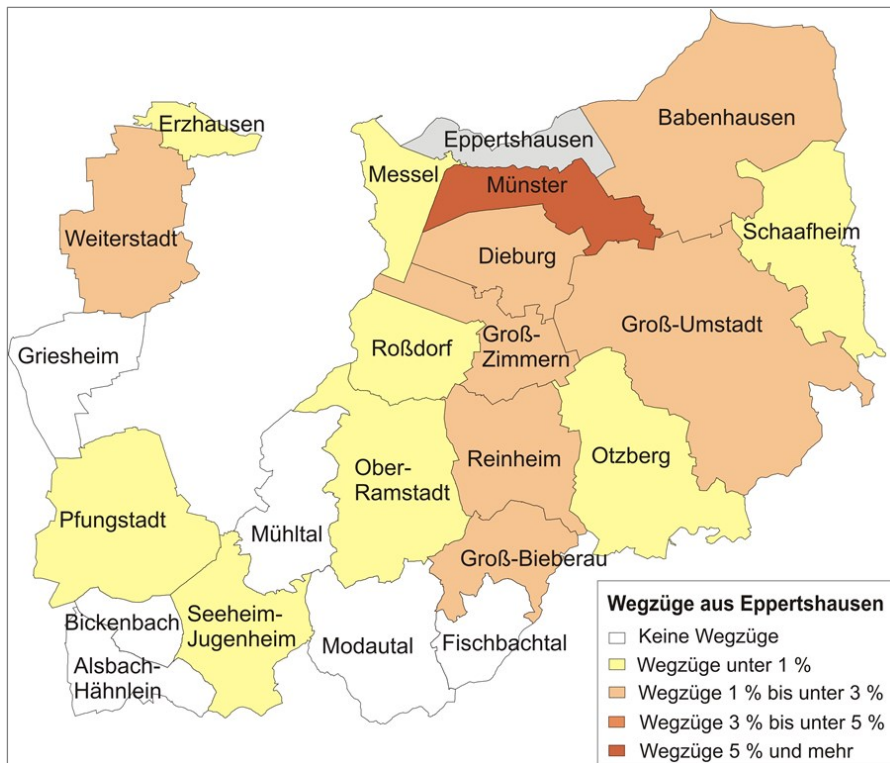 Erzhausen
Eppertshausen
Babenhausen
Messel
Münster
Weiterstadt
Schaafheim
Dieburg
Griesheim
Roßdorf
Groß-
Zimmern
Groß-Umstadt
Pfungstadt
Ober-
Ramstadt
Reinheim
Otzberg
Mühltal
Groß-Bieberau
Bickenbach
Seeheim-
Jugenheim
Alsbach-
Hähnlein
Modautal
Fischbachtal
Wegzüge aus Eppertshausen
Keine Wegzüge
Wegzüge unter 1 %
Wegzüge 1 % bis unter 3 %
Wegzüge 3 % bis unter 5 %
Wegzüge 5 % und mehr